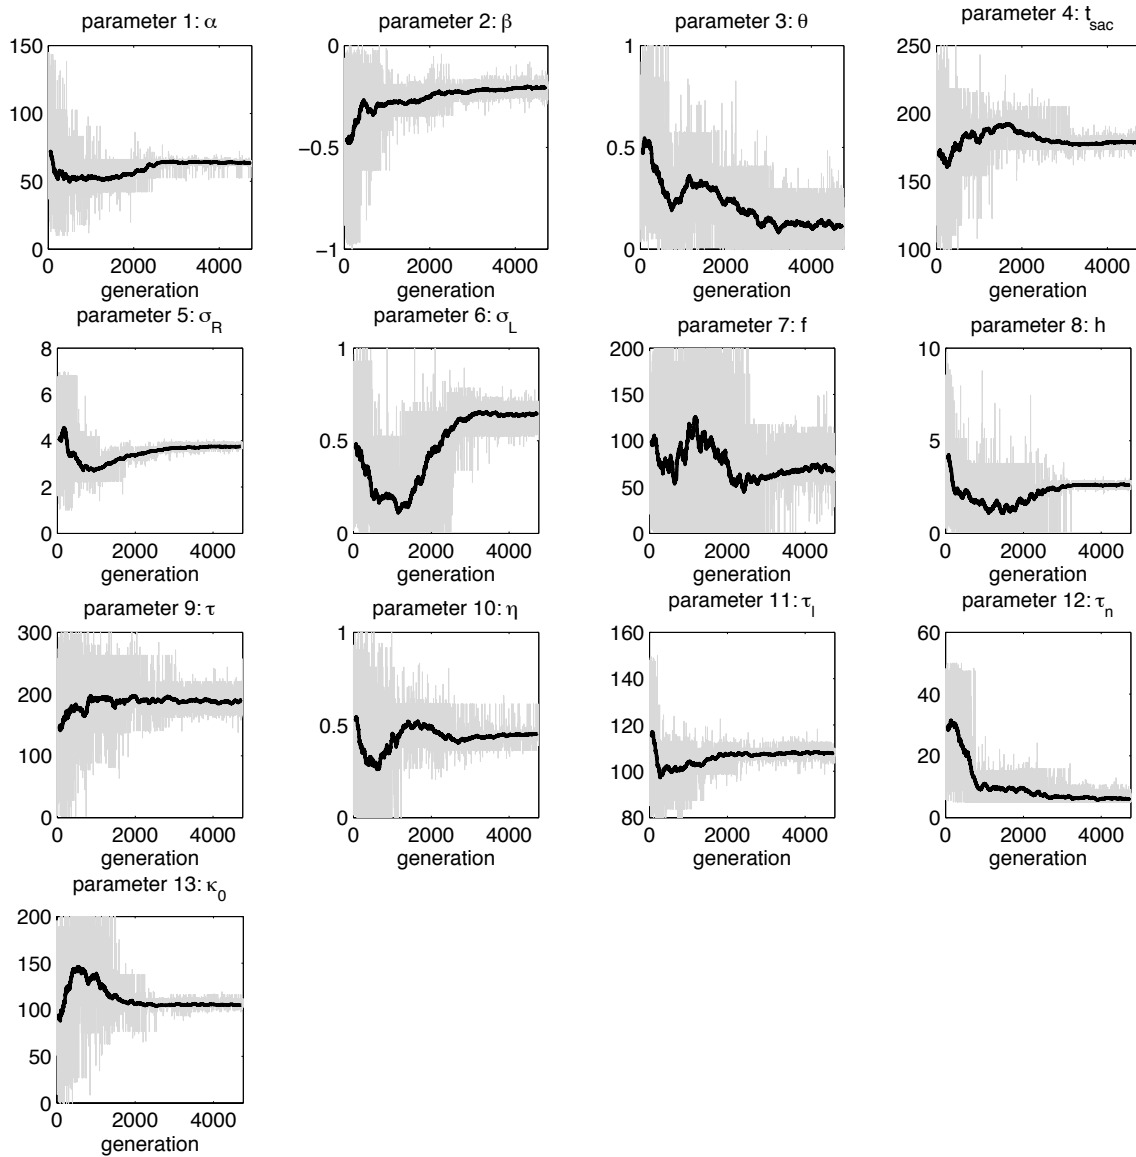 parameter 1: α
parameter 2: β
parameter 3: θ
parameter 4: t_sac
150
100
50
0
0 2000 4000
generation
0
−0.5
−1
0 2000 4000
generation
1
0.5
0
0 2000 4000
generation
250
200
150
100
0 2000 4000
generation
parameter 5: σ_R
parameter 6: σ_L
parameter 7: f
parameter 8: h
8
6
4
2
0
0 2000 4000
generation
1
0.5
0
0 2000 4000
generation
200
150
100
50
0
0 2000 4000
generation
10
5
0
0 2000 4000
generation
parameter 9: τ
parameter 10: η
parameter 11: τ_l
parameter 12: τ_n
300
200
100
0
0 2000 4000
generation
1
0.5
0
0 2000 4000
generation
160
140
120
100
80
0 2000 4000
generation
60
40
20
0
0 2000 4000
generation
parameter 13: κ_0
200
150
100
50
0
0 2000 4000
generation